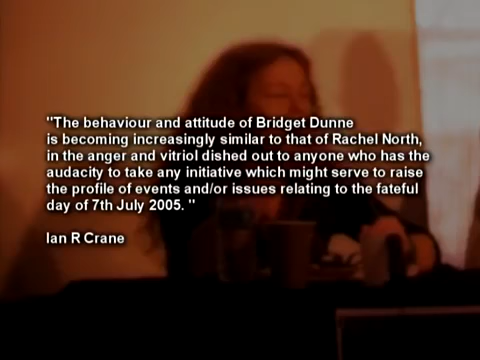 "The behaviour and attitude of Bridget Dunne
is becoming increasingly similar to that of Rachel North,
in the anger and vitriol dished out to anyone who has the
audacity to take any initiative which might serve to raise
the profile of events and/or issues relating to the fateful
day of 7th July 2005. "
Ian R Crane